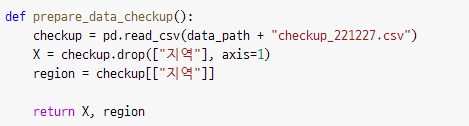 def prepare_data_checkup():
    checkup = pd.read_csv(data_path + "checkup_221227.csv")
    X = checkup.drop(["지역"], axis=1)
    region = checkup[["지역"]]

    return X, region